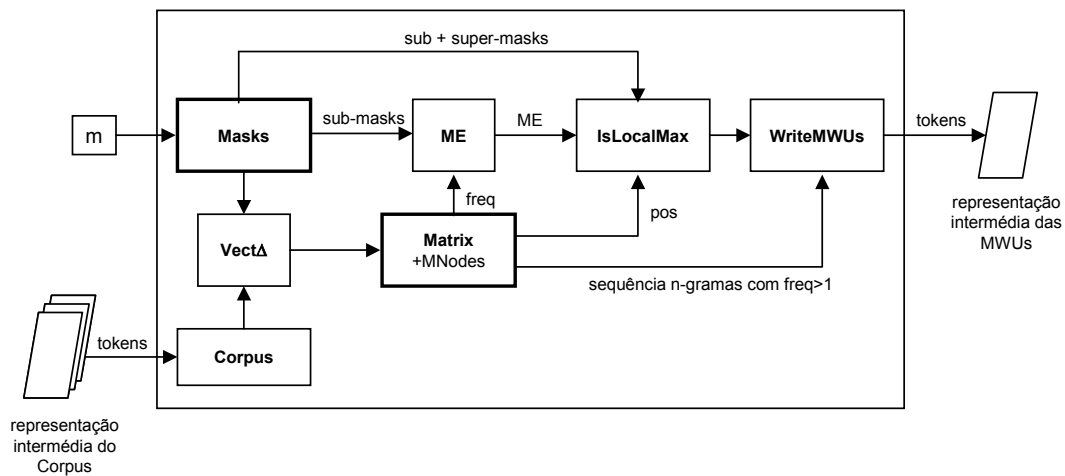 sub + super-masks
m
Masks
sub-masks
ME
ME
IsLocalMax
WriteMWUs
tokens
freq
pos
representação
intermédia das
MWUs
Vect∆
Matrix
+MNodes
sequência n-gramas com freq>1
tokens
Corpus
representação
intermédia do
Corpus